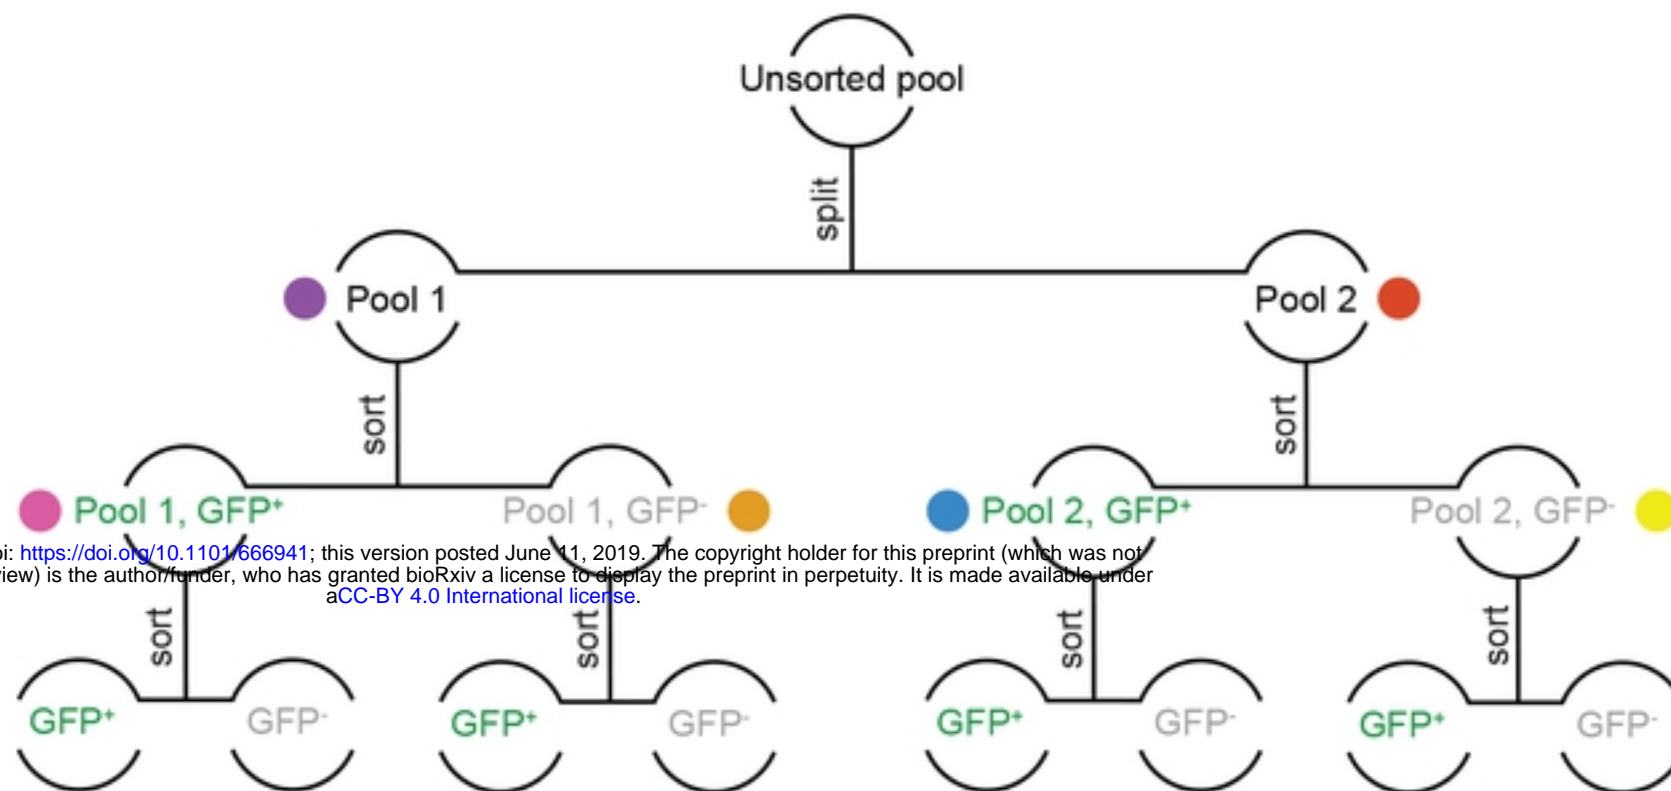 Unsorted pool
split
Pool 1
Pool 2
sort
sort
Pool 1, GFP⁺
Pool 1, GFP⁻
Pool 2, GFP⁺
Pool 2, GFP⁻
https://doi.org/10.1101/666941; this version posted June 11, 2019. The copyright holder for this preprint (which was not
is the author/funder, who has granted bioRxiv a license to display the preprint in perpetuity. It is made available under
aCC-BY 4.0 International license.
sort
sort
sort
sort
GFP⁺
GFP⁻
GFP⁺
GFP⁻
GFP⁺
GFP⁻
GFP⁺
GFP⁻